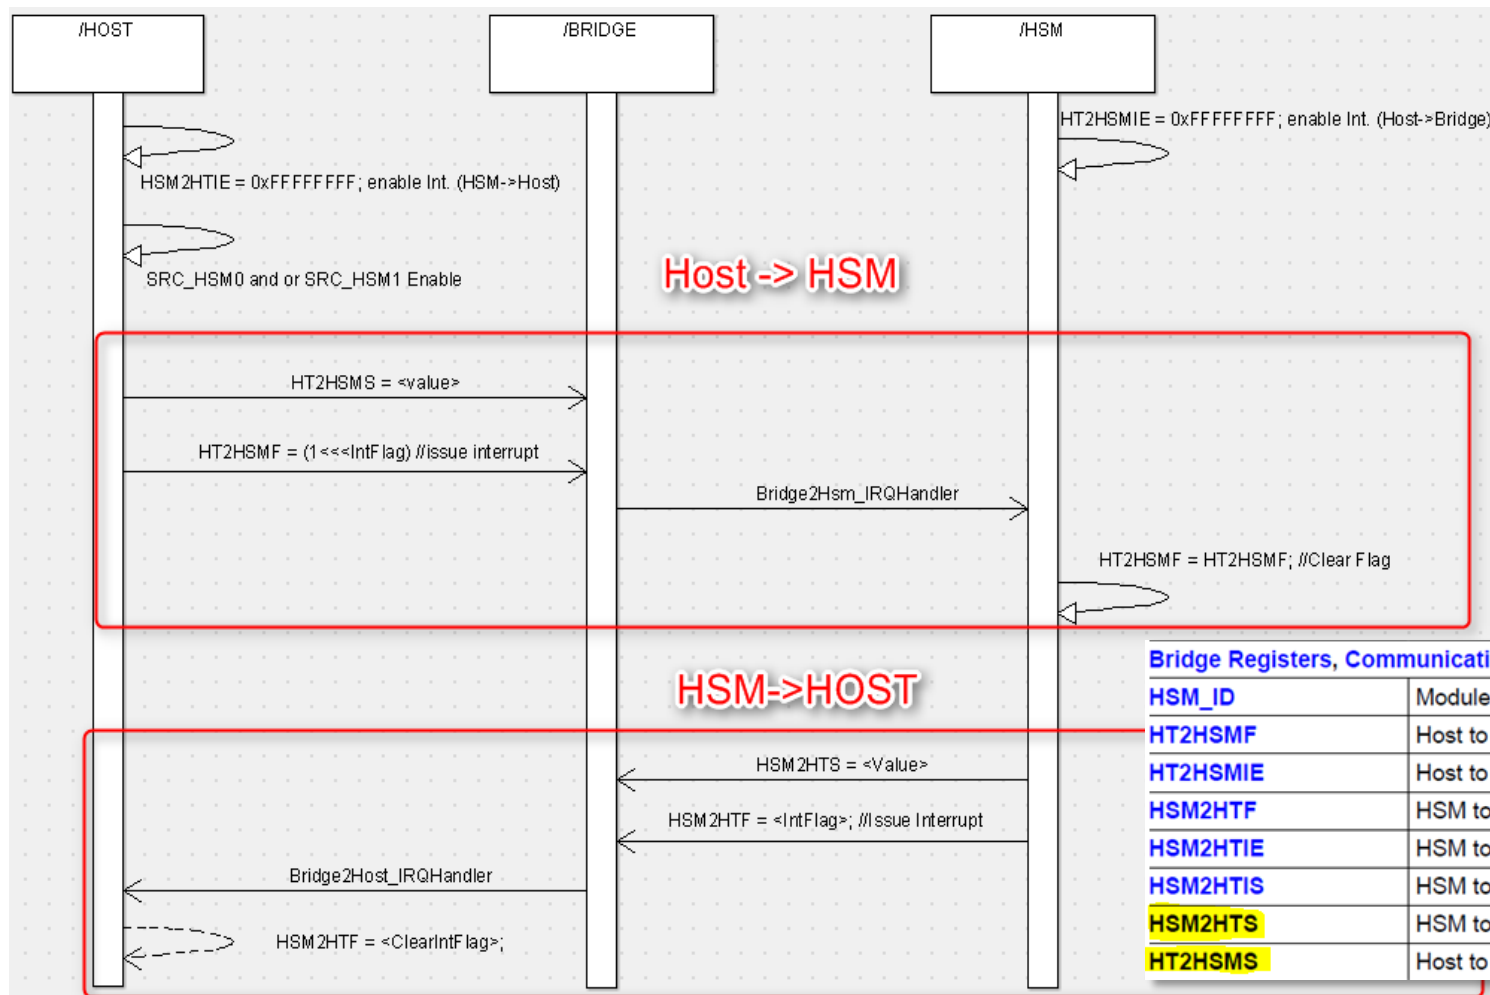 /HOST
/BRIDGE
/HSM
HT2HSMIE = 0xFFFFFFFF; enable Int. (Host->Bridge)
HSM2HTIE = 0xFFFFFFFF; enable Int. (HSM->Host)
SRC_HSM0 and or SRC_HSM1 Enable
Host -> HSM
HT2HSMS = <value>
HT2HSMF = (1<<<IntFlag) //issue interrupt
Bridge2Hsm_IRQHandler
HT2HSMF = HT2HSMF; //Clear Flag
HSM->HOST
HSM2HTS = <Value>
HSM2HTF = <IntFlag>; //Issue Interrupt
Bridge2Host_IRQHandler
HSM2HTF = <ClearIntFlag>;
Bridge Registers, Communicati
HSM_ID Module
HT2HSMF Host to
HT2HSMIE Host to
HSM2HTF HSM to
HSM2HTIE HSM to
HSM2HTIS HSM to
HSM2HTS HSM to
HT2HSMS Host to